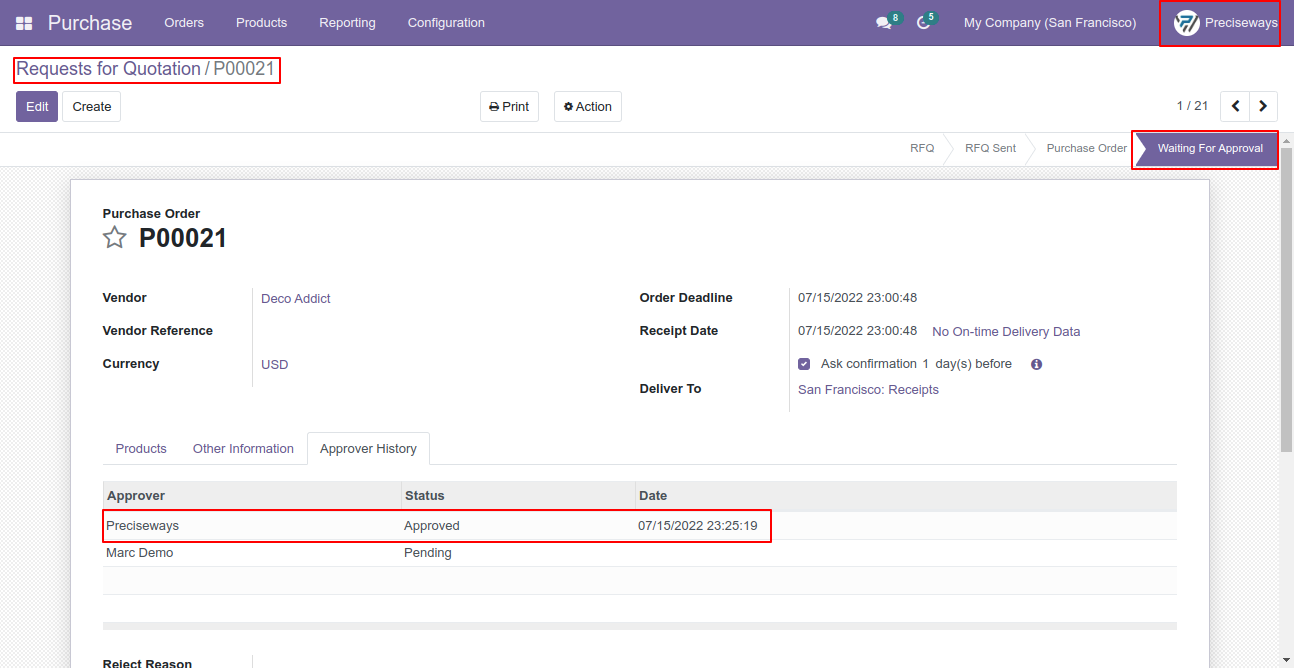 Purchase Orders Products Reporting Configuration 8 5 My Company (San Francisco) Preciseways
Requests for Quotation / P00021
Edit Create Print Action 1 / 21
RFQ RFQ Sent Purchase Order Waiting For Approval
Purchase Order
P00021
Vendor Deco Addict Order Deadline 07/15/2022 23:00:48
Vendor Reference Receipt Date 07/15/2022 23:00:48 No On-time Delivery Data
Currency USD Ask confirmation 1 day(s) before
Deliver To San Francisco: Receipts
Products Other Information Approver History
Approver Status Date
Preciseways Approved 07/15/2022 23:25:19
Marc Demo Pending
Reject Reason